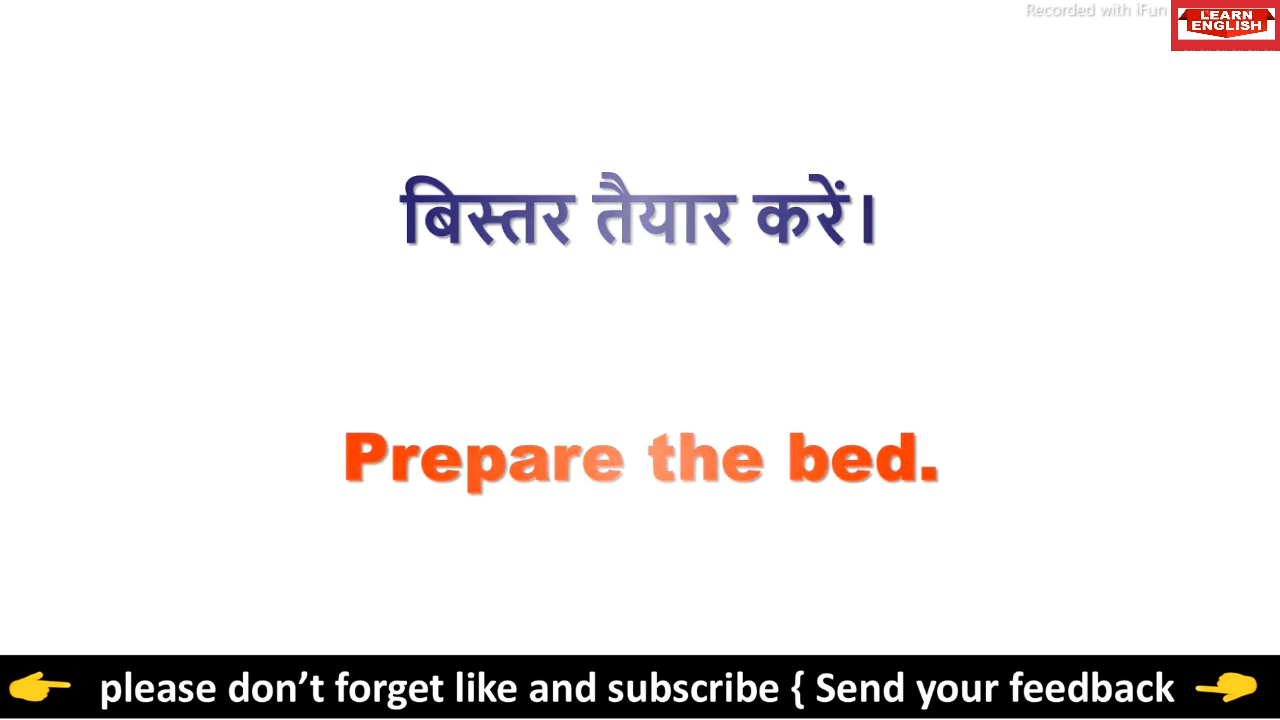 Recorded with iFun
LEARN
ENGLISH
बिस्तर तैयार करें।
Prepare the bed.
👉 please don’t forget like and subscribe { Send your feedback 👈